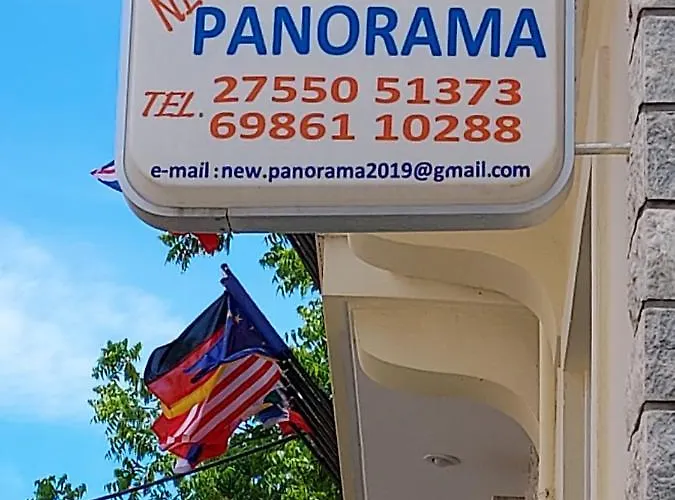 PANORAMA
TEL. 27550 51373
69861 10288
e-mail : new.panorama2019@gmail.com